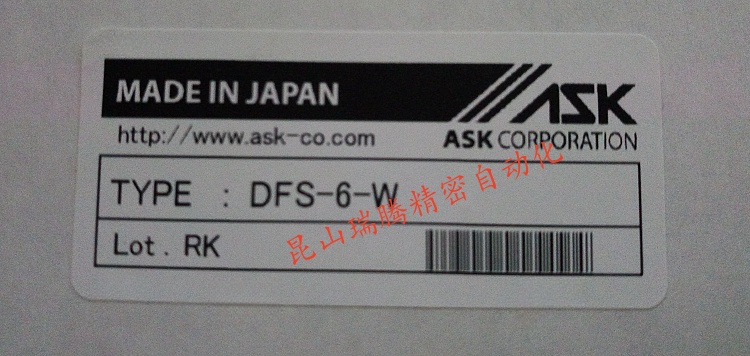 MADE IN JAPAN
ASK
http://www.ask-co.com
ASK CORPORATION
TYPE : DFS-6-W
Lot . RK
昆山瑞腾精密自动化